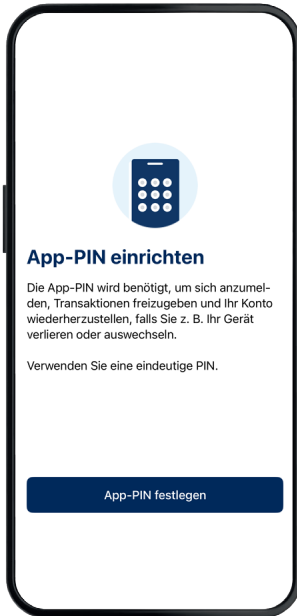 App-PIN einrichten
Die App-PIN wird benötigt, um sich anzumel-
den, Transaktionen freizugeben und Ihr Konto
wiederherzustellen, falls Sie z. B. Ihr Gerät
verlieren oder auswechseln.
Verwenden Sie eine eindeutige PIN.
App-PIN festlegen